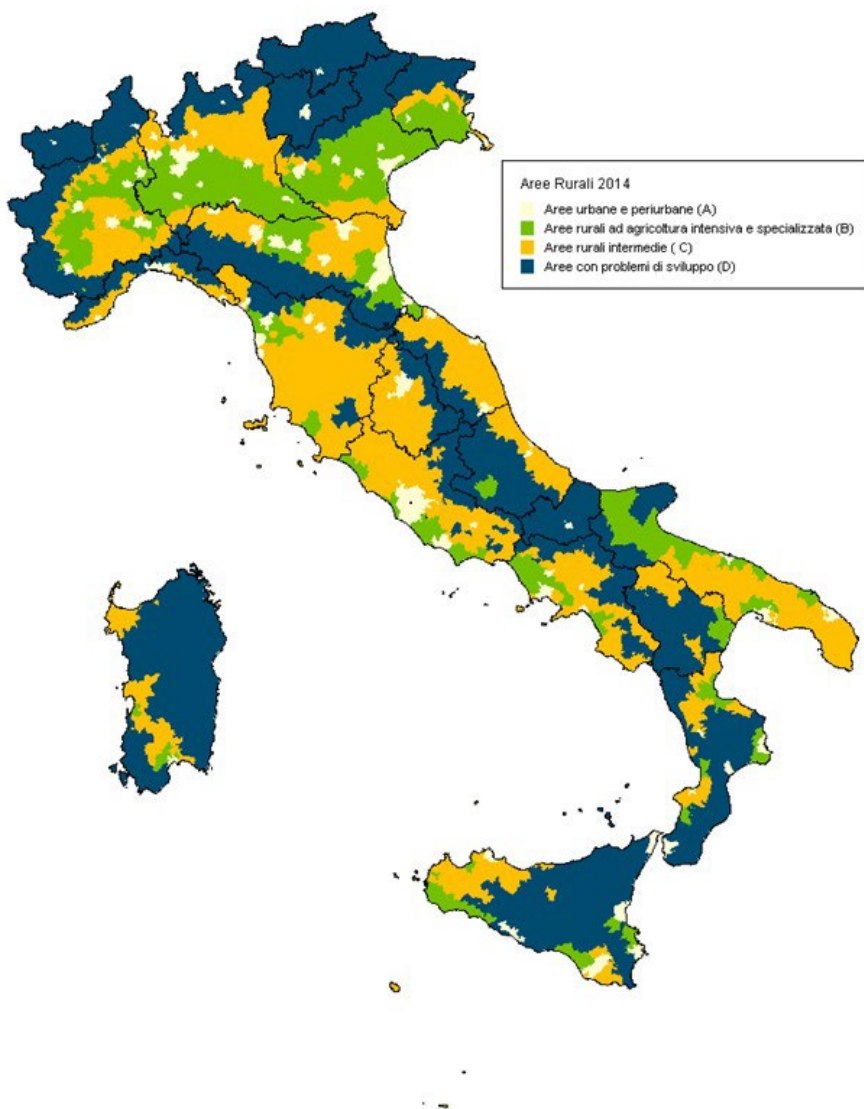 Aree Rurali 2014
Aree urbane e periurbane (A)
Aree rurali ad agricoltura intensiva e specializzata (B)
Aree rurali intermedie ( C)
Aree con problemi di sviluppo (D)